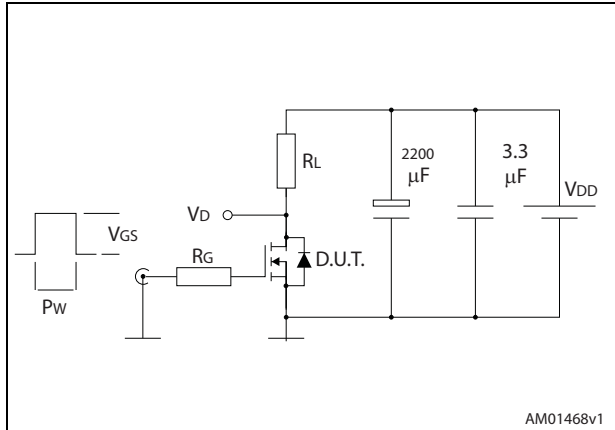 RL
2200
μF
3.3
μF
VDD
VD
VGS
RG
D.U.T.
PW
AM01468v1